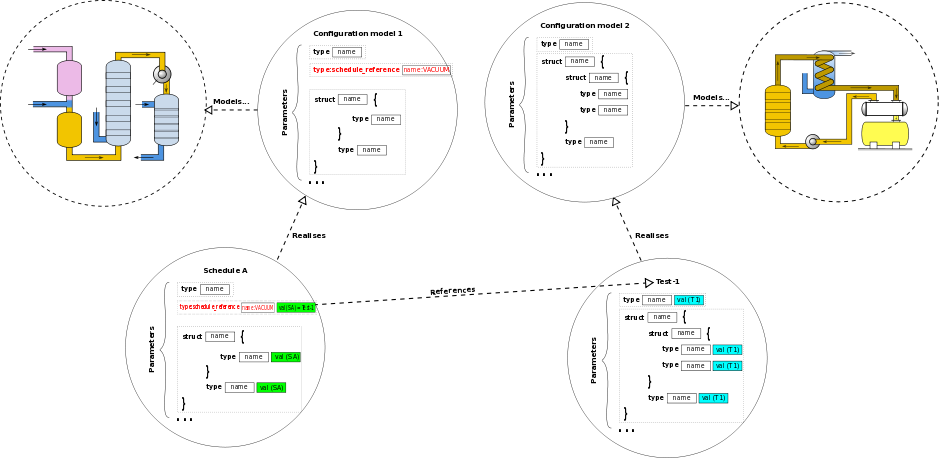 Configuration model 1
type name
type:schedule_reference name:VACUUM
struct name {
type name
}
type name
}
...
Parameters
Models...
Configuration model 2
type name
struct name {
struct name {
type name
type name
}
type name
}
...
Parameters
Models...
Realises
Realises
References
Schedule A
type name
type:schedule_reference name:VACUUM
struct name {
type name val (SA)
}
type name val (SA)
}
...
Parameters
Test-1
type name val (T1)
struct name {
struct name {
type name val (T1)
type name val (T1)
}
type name val (T1)
}
...
Parameters